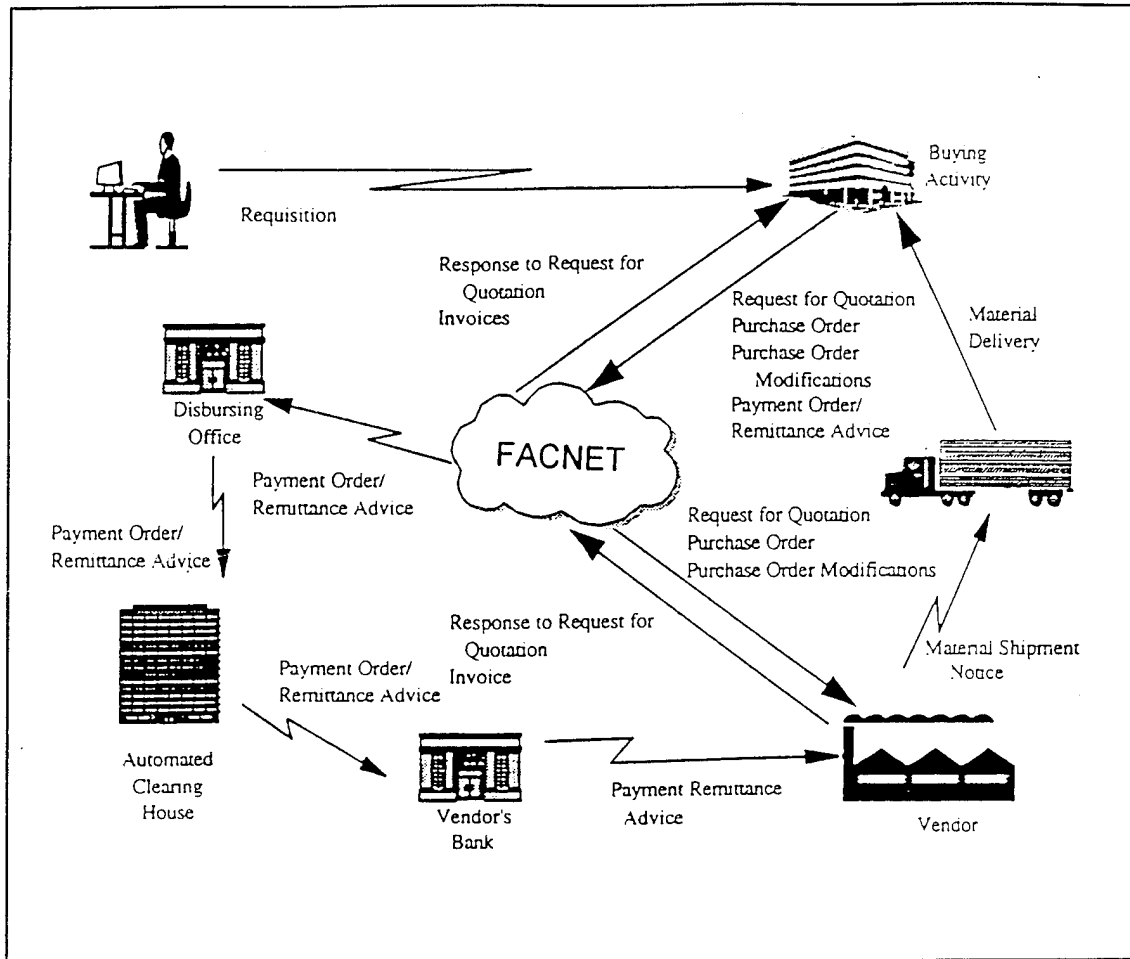 Buying
Activity
Requisition
Response to Request for
Quotation
Invoices
Request for Quotation
Purchase Order
Purchase Order
Modifications
Payment Order/
Remittance Advice
Material
Delivery
Disbursing
Office
FACNET
Payment Order/
Remittance Advice
Request for Quotation
Purchase Order
Purchase Order Modifications
Payment Order/
Remittance Advice
Response to Request for
Quotation
Invoice
Material Shipment
Notice
Payment Order/
Remittance Advice
Automated
Clearing
House
Vendor's
Bank
Payment Remittance
Advice
Vendor